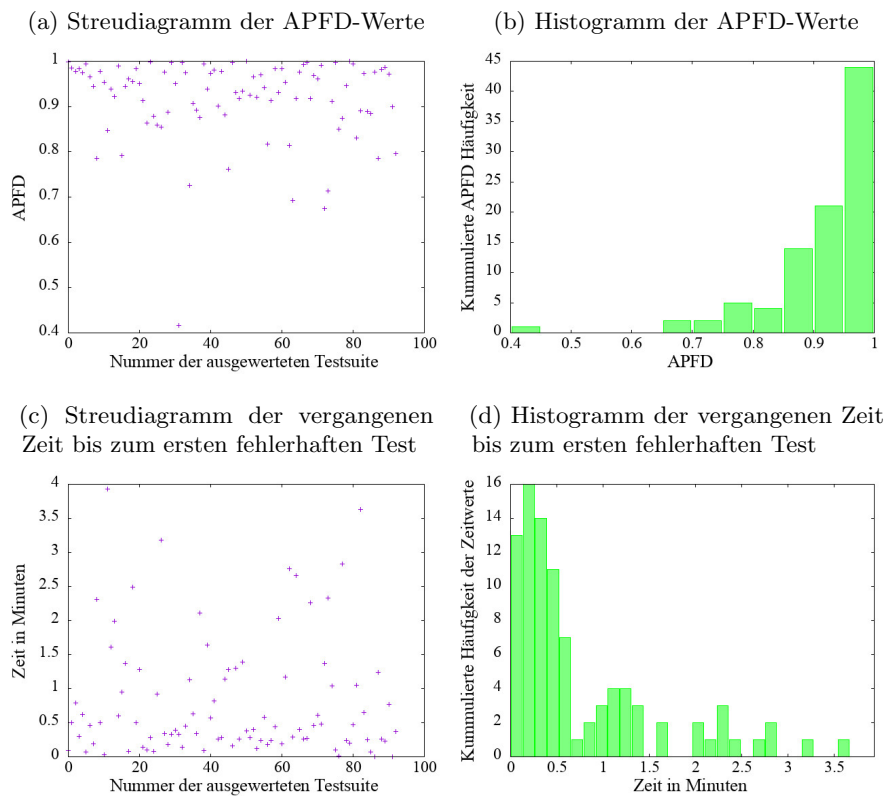 (a) Streudiagramm der APFD-Werte
1
0.9
0.8
0.7
0.6
0.5
0.4
APFD
0 20 40 60 80 100
Nummer der ausgewerteten Testsuite
(b) Histogramm der APFD-Werte
45
40
35
30
25
20
15
10
5
0
Kummulierte APFD Häufigkeit
0.4 0.5 0.6 0.7 0.8 0.9 1
APFD
(c) Streudiagramm der vergangenen
Zeit bis zum ersten fehlerhaften Test
4
3.5
3
2.5
2
1.5
1
0.5
0
Zeit in Minuten
0 20 40 60 80 100
Nummer der ausgewerteten Testsuite
(d) Histogramm der vergangenen Zeit
bis zum ersten fehlerhaften Test
16
14
12
10
8
6
4
2
0
Kummulierte Häufigkeit der Zeitwerte
0 0.5 1 1.5 2 2.5 3 3.5
Zeit in Minuten